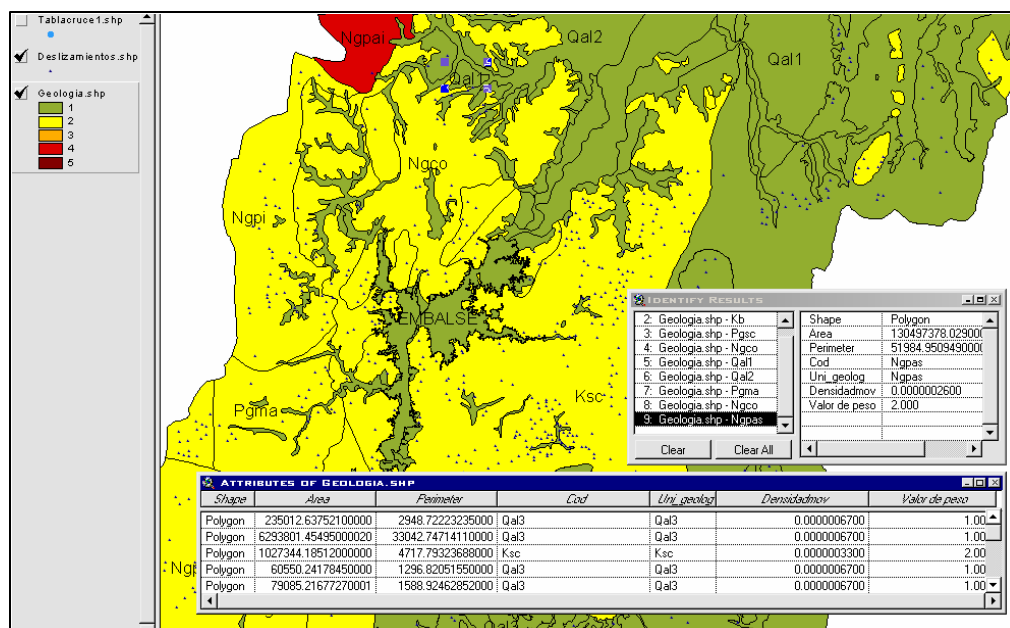 Tablacruce1.shp
Deslizamientos.shp
Geologia.shp
1
2
3
4
5
Ngpai
Qal2
Qal1
Qal1
Ngco
Ngpi
EMBALSE
Pgma
Ksc
IDENTIFY RESULTS
2: Geologia.shp - Kb
3: Geologia.shp - Pgsc
4: Geologia.shp - Ngco
5: Geologia.shp - Qal1
6: Geologia.shp - Qal2
7: Geologia.shp - Pgma
8: Geologia.shp - Ngco
9: Geologia.shp - Ngpas
Shape Polygon
Area 130497378.029000
Perimeter 51984.9509490000
Cod Ngpas
Uni_geolog Ngpas
Densidadmov 0.0000002600
Valor de peso 2.000
Clear Clear All
ATTRIBUTES OF GEOLOGIA.SHP
Shape Area Perimeter Cod Uni_geolog Densidadmov Valor de peso
Polygon 235012.63752100000 2948.72223235000 Qal3 Qal3 0.0000006700 1.00
Polygon 6293801.45495000020 33042.74714110000 Qal3 Qal3 0.0000006700 1.00
Polygon 1027344.18512000000 4717.79323688000 Ksc Ksc 0.0000003300 2.00
Polygon 60550.24178450000 1296.82051550000 Qal3 Qal3 0.0000006700 1.00
Polygon 79085.21677270001 1588.92462852000 Qal3 Qal3 0.0000006700 1.00